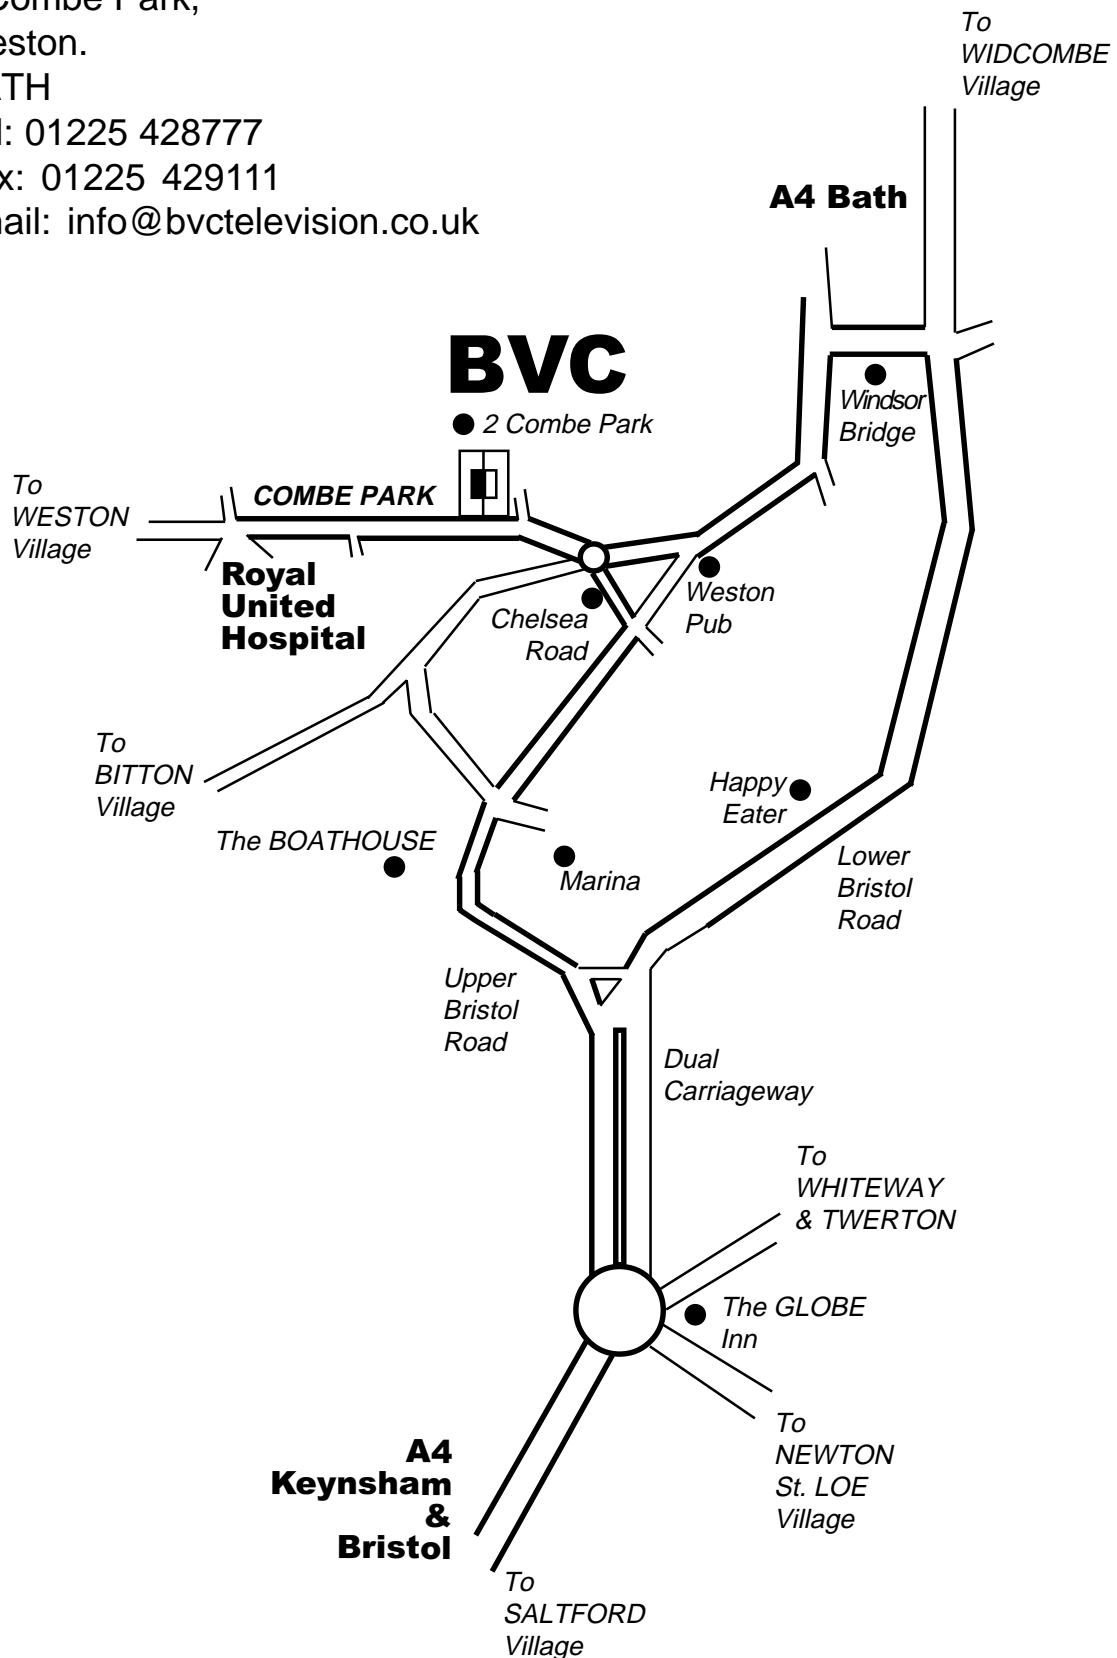 Combe Park,
eston.
ATH
l: 01225 428777
x: 01225 429111
ail: info@bvctelevision.co.uk
To
WIDCOMBE
Village
A4 Bath
BVC
2 Combe Park
Windsor
Bridge
To
WESTON
Village
COMBE PARK
Royal
United
Hospital
Chelsea
Road
Weston
Pub
To
BITTON
Village
The BOATHOUSE
Marina
Happy
Eater
Lower
Bristol
Road
Upper
Bristol
Road
Dual
Carriageway
To
WHITEWAY
& TWERTON
The GLOBE
Inn
To
NEWTON
St. LOE
Village
A4
Keynsham
&
Bristol
To
SALTFORD
Village